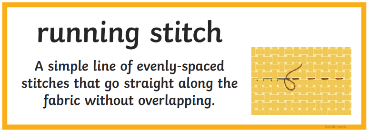 running stitch
A simple line of evenly-spaced
stitches that go straight along the
fabric without overlapping.